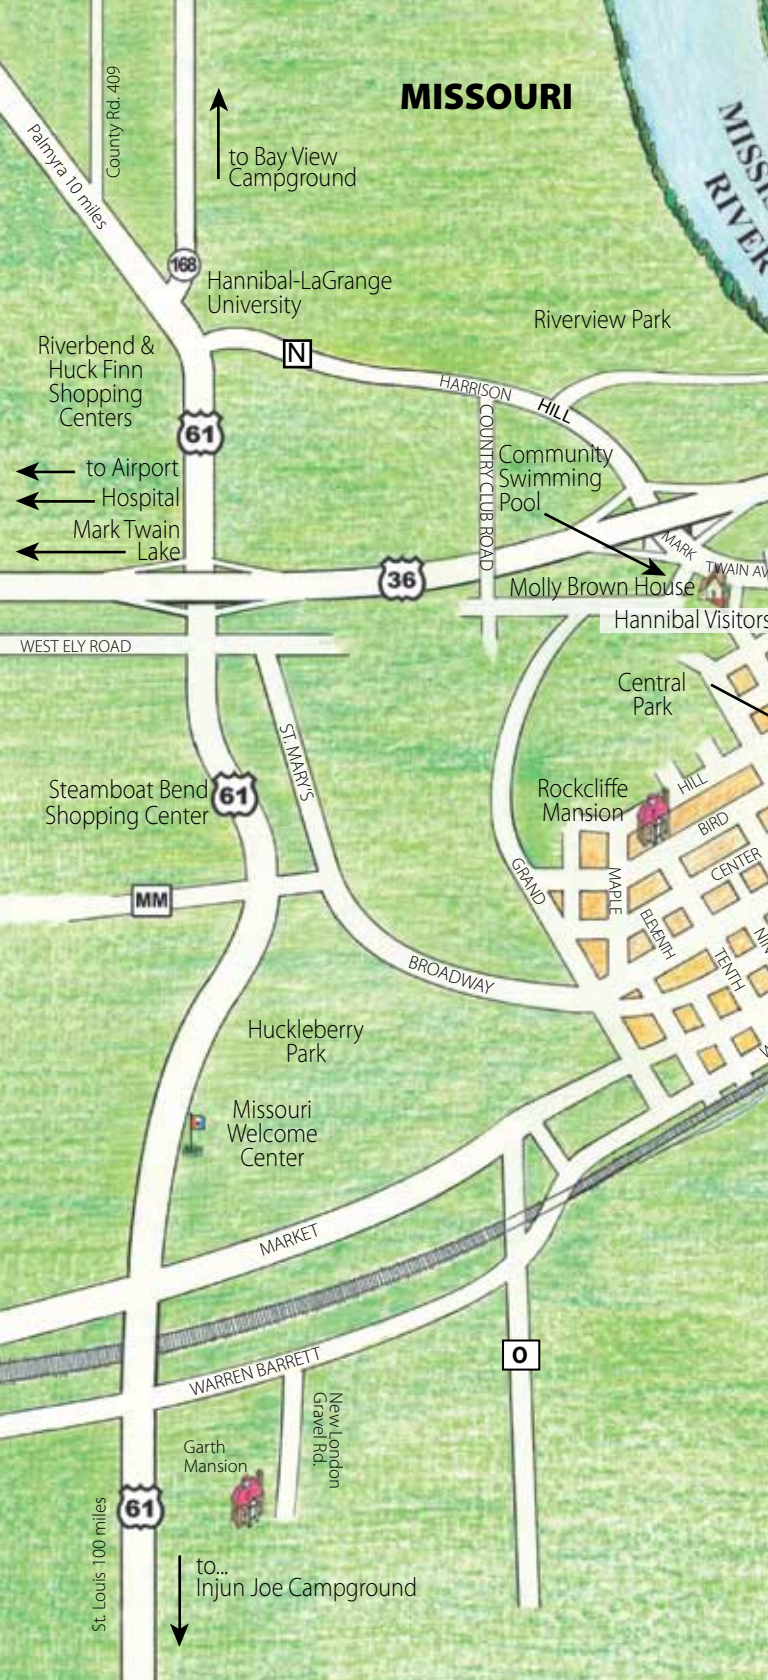 MISSOURI
County Rd. 409
to Bay View
Campground
Palmyra 10 miles
168
Hannibal-LaGrange
University
Riverview Park
Riverbend &
Huck Finn
Shopping
Centers
N
HARRISON
HILL
61
COUNTRY CLUB ROAD
Community
Swimming
Pool
to Airport
Hospital
Mark Twain
Lake
36
MARK
TWAIN
Molly Brown House
Hannibal Visitors
WEST ELY ROAD
Central
Park
ST. MARY'S
Steamboat Bend
Shopping Center
61
Rockcliffe
Mansion
HILL
BIRD
CENTER
GRAND
MAPLE
ELEVENTH
TENTH
MM
BROADWAY
Huckleberry
Park
Missouri
Welcome
Center
MARKET
WARREN BARRETT
O
New London
Gravel Rd.
Garth
Mansion
61
St. Louis 100 miles
to...
Injun Joe Campground
RIVER